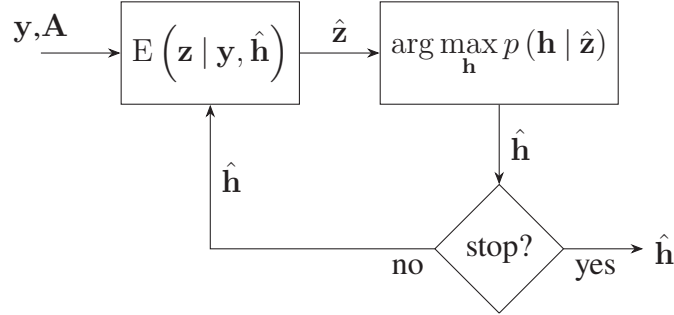 y,A
E (z | y, ĥ)
ẑ
arg max p (h | ẑ)
h
ĥ
ĥ
stop?
no
yes
ĥ